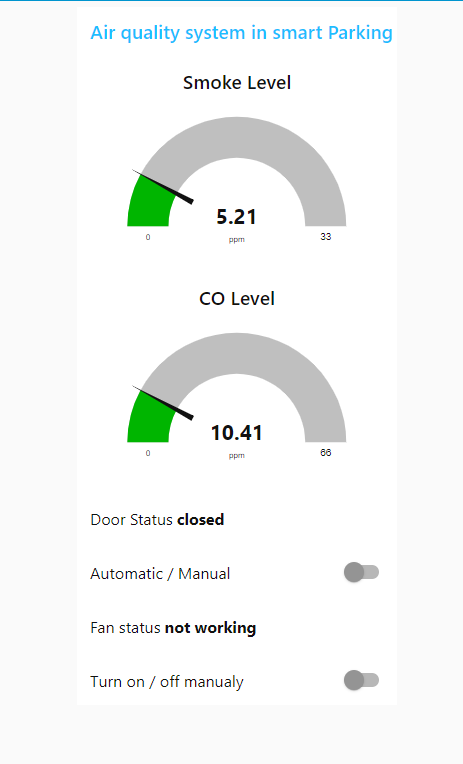 Air quality system in smart Parking
Smoke Level
5.21
ppm
0
33
CO Level
10.41
ppm
0
66
Door Status closed
Automatic / Manual
Fan status not working
Turn on / off manualy